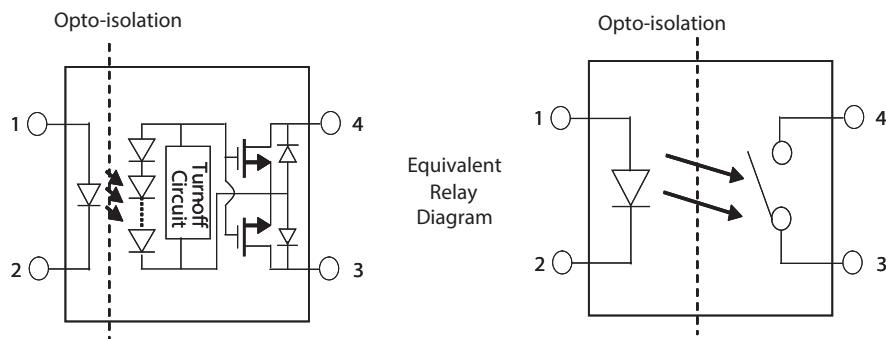 Opto-isolation
1
2
Turnoff
Circuit
4
3
Equivalent
Relay
Diagram
Opto-isolation
1
2
4
3